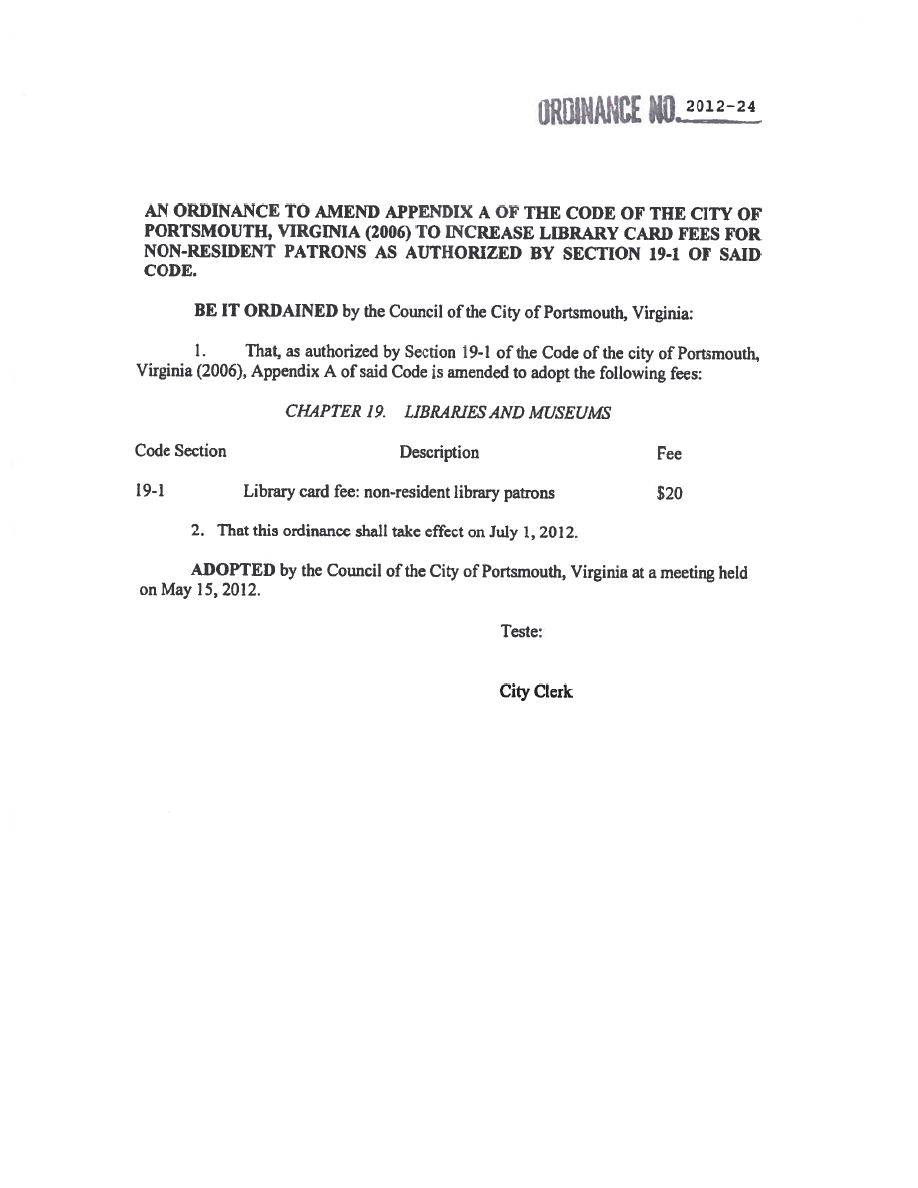 ORDINANCE NO. 2012-24
AN ORDINANCE TO AMEND APPENDIX A OF THE CODE OF THE CITY OF
PORTSMOUTH, VIRGINIA (2006) TO INCREASE LIBRARY CARD FEES FOR
NON-RESIDENT PATRONS AS AUTHORIZED BY SECTION 19-1 OF SAID
CODE.
BE IT ORDAINED by the Council of the City of Portsmouth, Virginia:
1. That, as authorized by Section 19-1 of the Code of the city of Portsmouth,
Virginia (2006), Appendix A of said Code is amended to adopt the following fees:
CHAPTER 19. LIBRARIES AND MUSEUMS
Code Section Description Fee
19-1 Library card fee: non-resident library patrons $20
2. That this ordinance shall take effect on July 1, 2012.
ADOPTED by the Council of the City of Portsmouth, Virginia at a meeting held
on May 15, 2012.
Teste:
City Clerk